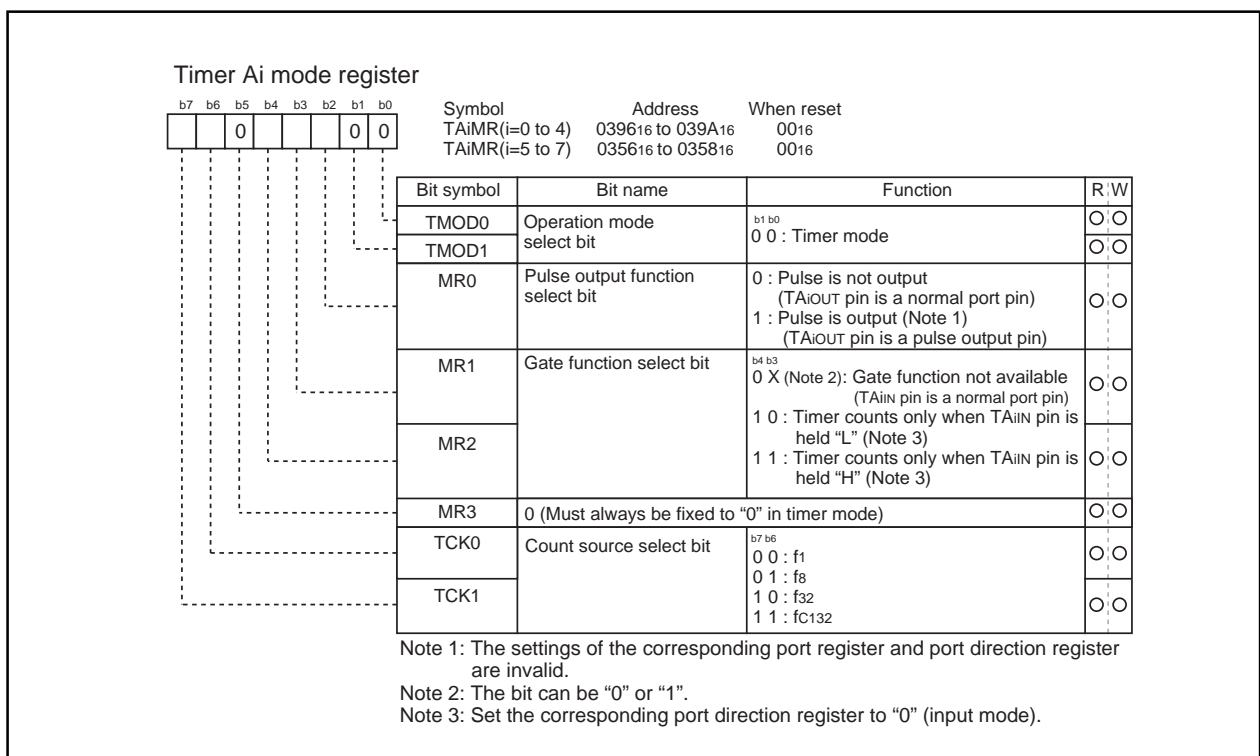 Timer Ai mode register
b7 b6 b5 b4 b3 b2 b1 b0
0 0 0
Symbol Address When reset
TAiMR(i=0 to 4) 039616 to 039A16 0016
TAiMR(i=5 to 7) 035616 to 035816 0016
Bit symbol Bit name Function R W
TMOD0 Operation mode select bit b1 b0
TMOD1 0 0 : Timer mode
MR0 Pulse output function select bit 0 : Pulse is not output
(TAiOUT pin is a normal port pin)
1 : Pulse is output (Note 1)
(TAiOUT pin is a pulse output pin)
MR1 Gate function select bit b4 b3
0 X (Note 2): Gate function not available
(TAiIN pin is a normal port pin)
1 0 : Timer counts only when TAiIN pin is
held “L” (Note 3)
MR2 1 1 : Timer counts only when TAiIN pin is
held “H” (Note 3)
MR3 0 (Must always be fixed to “0” in timer mode)
TCK0 Count source select bit b7 b6
0 0 : f1
0 1 : f8
TCK1 1 0 : f32
1 1 : fC132
Note 1: The settings of the corresponding port register and port direction register
are invalid.
Note 2: The bit can be “0” or “1”.
Note 3: Set the corresponding port direction register to “0” (input mode).